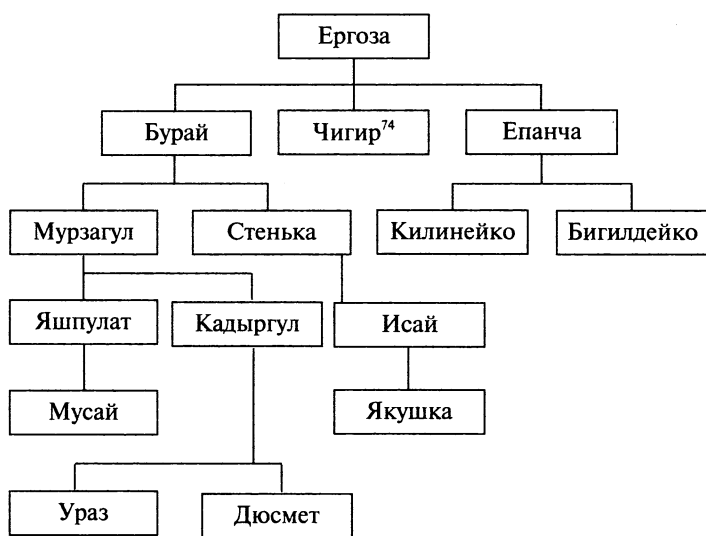 Ергоза
Бурай
Чигир⁷⁴
Епанча
Мурзагул
Стенька
Килинейко
Бигилдейко
Яшпулат
Кадыргул
Исай
Мусай
Якушка
Ураз
Дюсмет